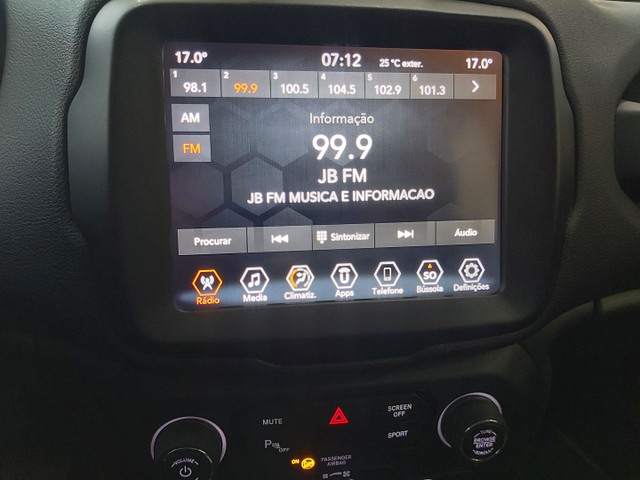 17.0° 07:12 25 °C exter. 17.0°
1 98.1 2 99.9 3 100.5 4 104.5 5 102.9 6 101.3
AM
Informação
FM
99.9
JB FM
JB FM MUSICA E INFORMACAO
Procurar Sintonizar Áudio
SO
Rádio Media Climatiz. Apps Telefone Bússola Definições
MUTE SCREEN OFF
P OFF SPORT
TUNE
BROWSE
ENTER
SCROLL
VOLUME
ON PASSENGER AIRBAG